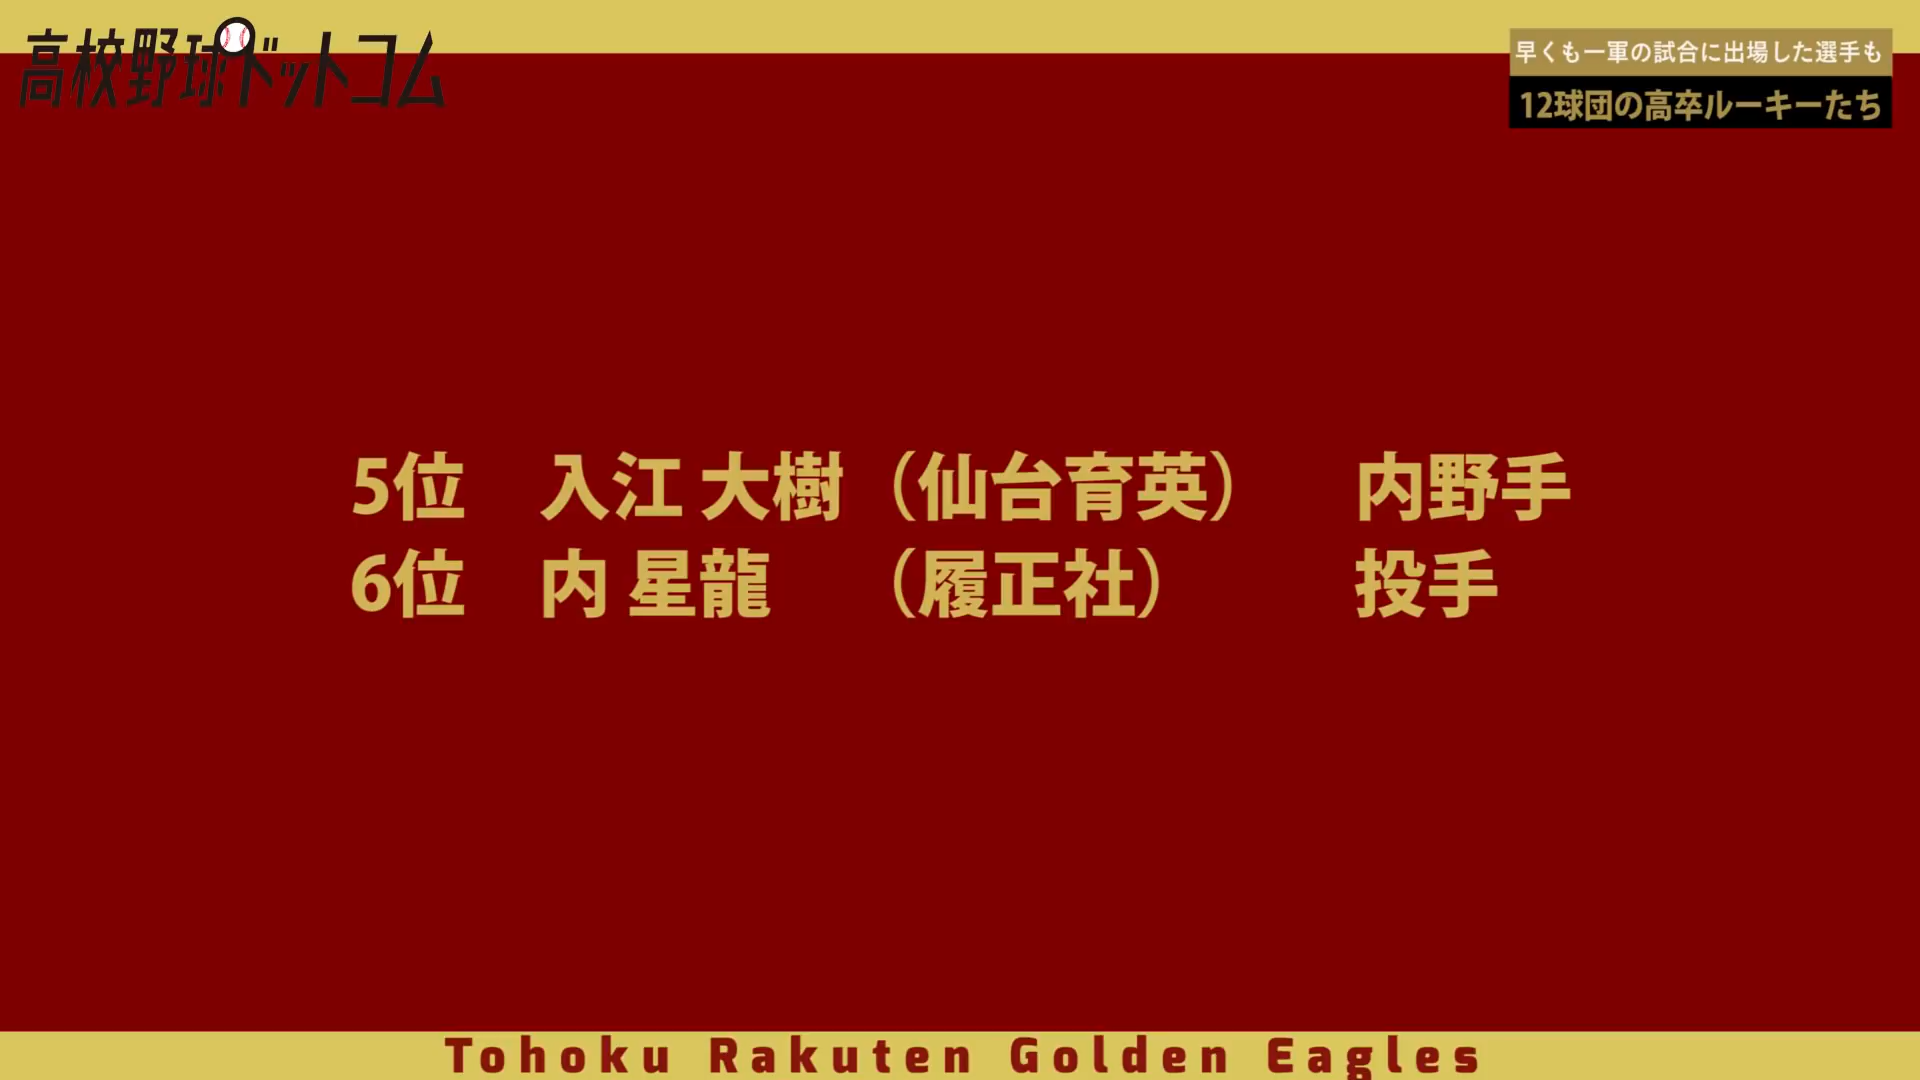 高校野球ドットコム
早くも一軍の試合に出場した選手も
12球団の高卒ルーキーたち
5位 入江 大樹（仙台育英） 内野手
6位 内 星龍 （履正社） 投手
Tohoku Rakuten Golden Eagles